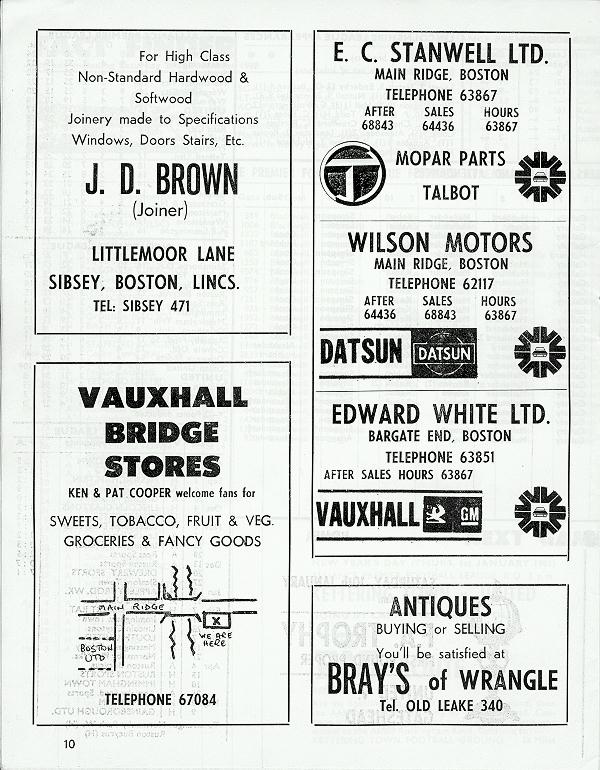 For High Class
Non-Standard Hardwood &
Softwood
Joinery made to Specifications
Windows, Doors Stairs, Etc.
J. D. BROWN
(Joiner)
LITTLEMOOR LANE
SIBSEY, BOSTON, LINCS.
TEL: SIBSEY 471
VAUXHALL
BRIDGE
STORES
KEN & PAT COOPER welcome fans for
SWEETS, TOBACCO, FRUIT & VEG.
GROCERIES & FANCY GOODS
MAIN RIDGE
X
WE ARE
HERE
BOSTON
UTD
TELEPHONE 67084
10
E. C. STANWELL LTD.
MAIN RIDGE, BOSTON
TELEPHONE 63867
AFTER SALES HOURS
68843 64436 63867
MOPAR PARTS
TALBOT
WILSON MOTORS
MAIN RIDGE, BOSTON
TELEPHONE 62117
AFTER SALES HOURS
64436 68843 63867
DATSUN DATSUN
EDWARD WHITE LTD.
BARGATE END, BOSTON
TELEPHONE 63851
AFTER SALES HOURS 63867
VAUXHALL GM
ANTIQUES
BUYING or SELLING
You'll be satisfied at
BRAY'S of WRANGLE
Tel. OLD LEAKE 340